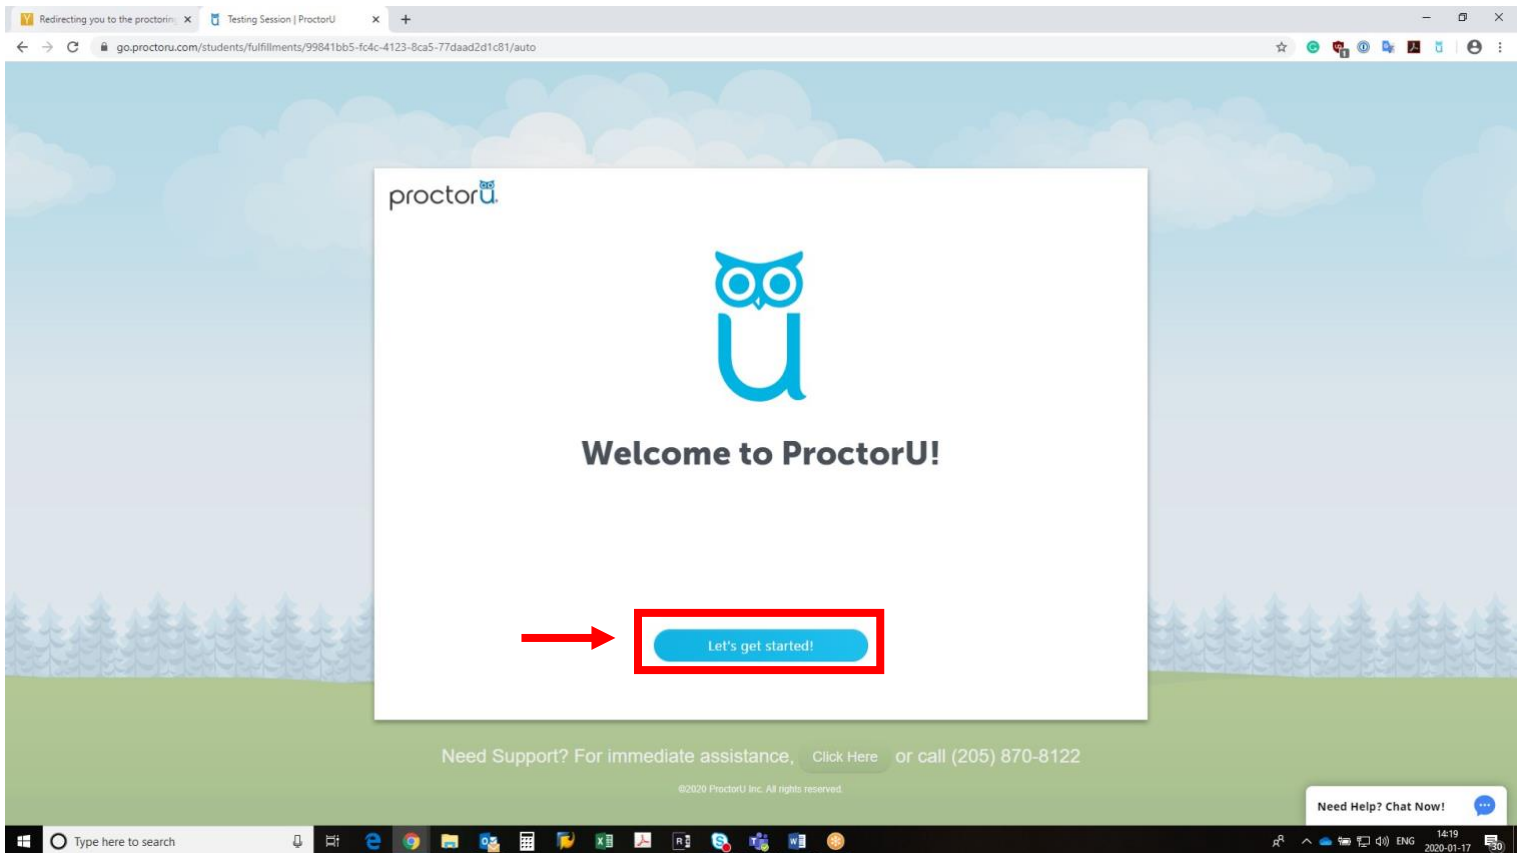 Redirecting you to the proctoring
Testing Session | ProctorU
go.proctoru.com/students/fulfillments/99841bb5-fc4c-4123-8ca5-77daad2d1c81/auto
proctoru
Welcome to ProctorU!
Let's get started!
Need Support? For immediate assistance, Click Here or call (205) 870-8122
©2020 ProctorU Inc. All rights reserved.
Need Help? Chat Now!
Type here to search
ENG
14:19
2020-01-17
30